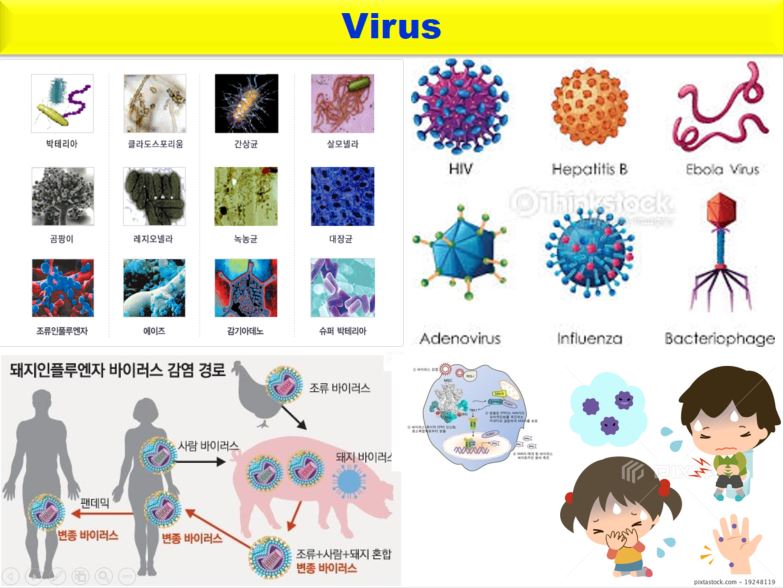 Virus
박테리아
클라도스포리움
간상균
살모넬라
곰팡이
레지오넬라
녹농균
대장균
조류인풀루엔자
에이즈
감기아데노
슈퍼 박테리아
HIV
Hepatitis B
Ebola Virus
Thinkstock
Adenovirus
Influenza
Bacteriophage
돼지인플루엔자 바이러스 감염 경로
조류 바이러스
사람 바이러스
돼지 바이러스
팬데믹
변종 바이러스
변종 바이러스
조류+사람+돼지 혼합
변종 바이러스
pixtastock.com - 19248119